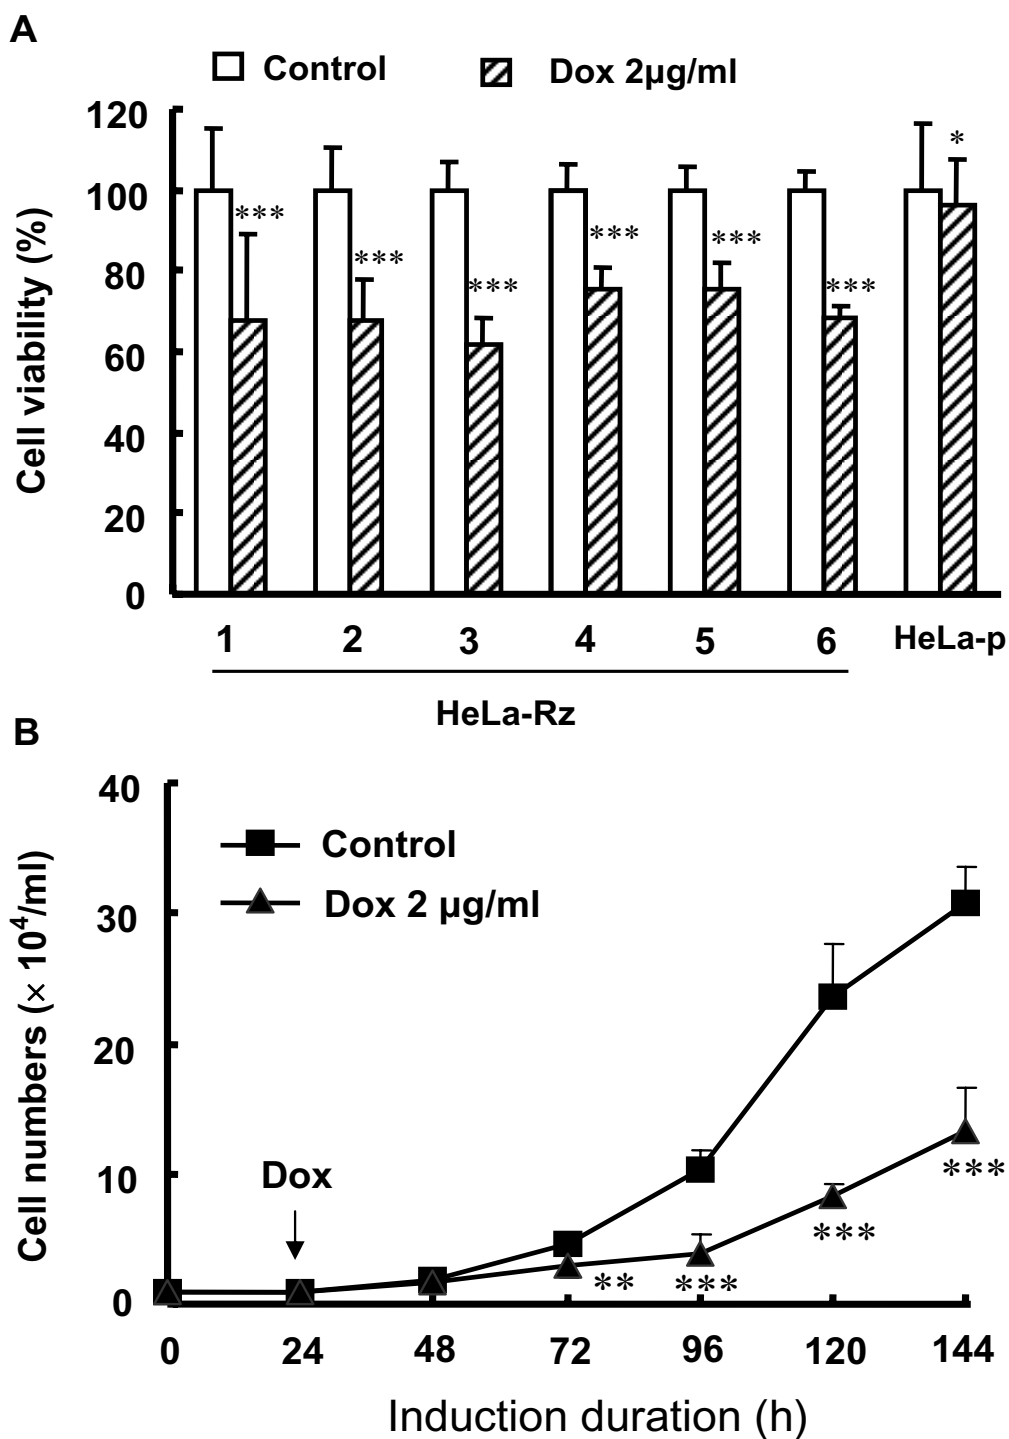 A
Control Dox 2µg/ml
120
100
80
60
40
20
0
Cell viability (%)
*** *** *** *** *** *** *
1 2 3 4 5 6 HeLa-p
HeLa-Rz
B
40
30
20
10
0
Cell numbers (× 10⁴/ml)
Control
Dox 2 µg/ml
Dox
** *** *** ***
0 24 48 72 96 120 144
Induction duration (h)